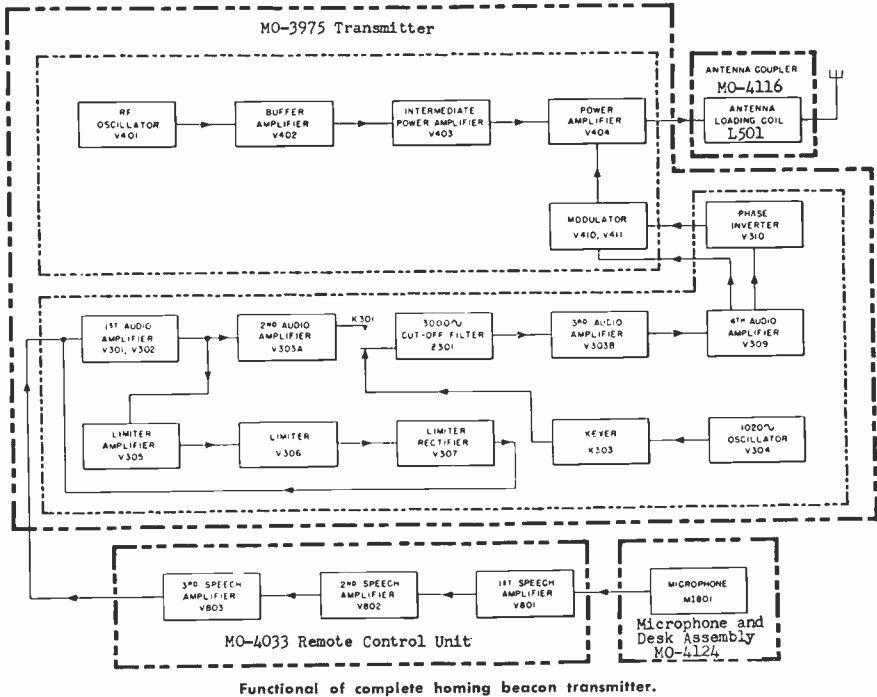 MO-3975 Transmitter
ANTENNA COUPLER
MO-4116
RF
OSCILLATOR
V401
BUFFER
AMPLIFIER
V402
INTERMEDIATE
POWER AMPLIFIER
V403
POWER
AMPLIFIER
V404
ANTENNA
LOADING COIL
L501
MODULATOR
V410, V411
PHASE
INVERTER
V310
1ST AUDIO
AMPLIFIER
V301, V302
2ND AUDIO
AMPLIFIER
V303A
K301
3000~
CUT-OFF FILTER
Z301
3RD AUDIO
AMPLIFIER
V303B
4TH AUDIO
AMPLIFIER
V309
LIMITER
AMPLIFIER
V305
LIMITER
V306
LIMITER
RECTIFIER
V307
KEYER
K303
1020~
OSCILLATOR
V304
3RD SPEECH
AMPLIFIER
V803
2ND SPEECH
AMPLIFIER
V802
1ST SPEECH
AMPLIFIER
V801
MICROPHONE
M1801
MO-4033 Remote Control Unit
Microphone and
Desk Assembly
MO-4124
Functional of complete homing beacon transmitter.